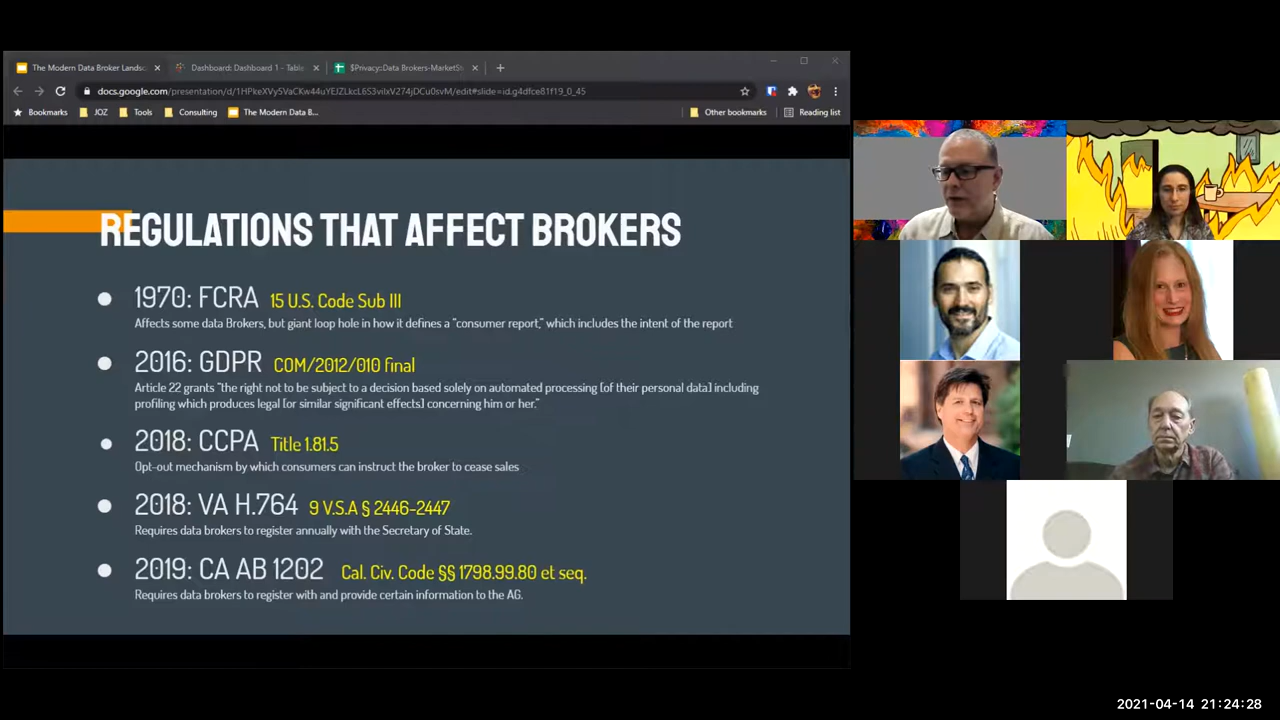 The Modern Data Broker Landsc
Dashboard: Dashboard 1 - Table
$Privacy::Data Brokers-MarketS
docs.google.com/presentation/d/1HPkeXVy5VaCKw44uYEJZLkcL6S3vilxV274jDCu0svM/edit#slide=id.g4dfce81f19_0_45
Bookmarks JOZ Tools Consulting The Modern Data B... Other bookmarks Reading list
REGULATIONS THAT AFFECT BROKERS
● 1970: FCRA 15 U.S. Code Sub III
Affects some data Brokers, but giant loop hole in how it defines a "consumer report," which includes the intent of the report
● 2016: GDPR COM/2012/010 final
Article 22 grants "the right not to be subject to a decision based solely on automated processing [of their personal data] including
profiling which produces legal [or similar significant effects] concerning him or her."
● 2018: CCPA Title 1.81.5
Opt-out mechanism by which consumers can instruct the broker to cease sales
● 2018: VA H.764 9 V.S.A § 2446-2447
Requires data brokers to register annually with the Secretary of State.
● 2019: CA AB 1202 Cal. Civ. Code §§ 1798.99.80 et seq.
Requires data brokers to register with and provide certain information to the AG.
2021-04-14 21:24:28